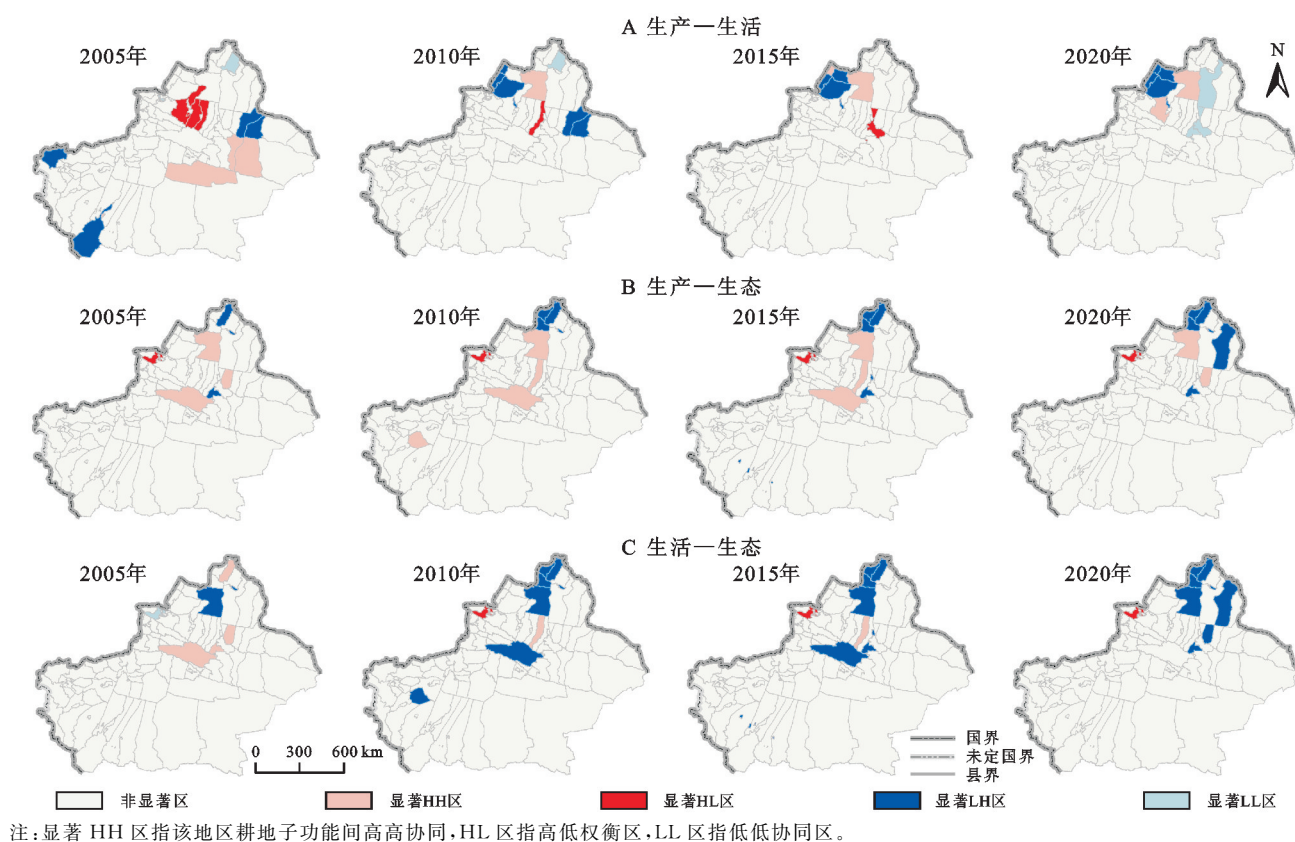 A 生产—生活
2005年
2010年
2015年
2020年
N
B 生产—生态
2005年
2010年
2015年
2020年
C 生活—生态
2005年
2010年
2015年
2020年
0 300 600 km
国界
未定国界
县界
非显著区
显著HH区
显著HL区
显著LH区
显著LL区
注:显著 HH 区指该地区耕地子功能间高高协同,HL 区指高低权衡区,LL 区指低低协同区。